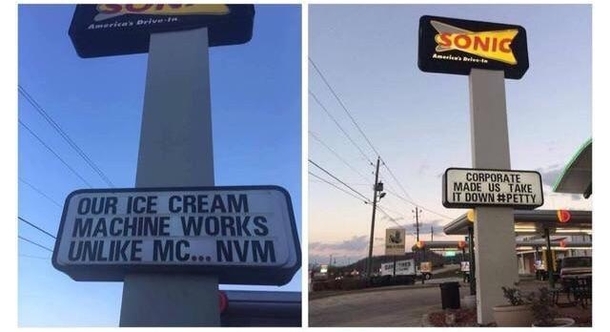 America's Drive-In
OUR ICE CREAM
MACHINE WORKS
UNLIKE MC... NVM
SONIC
America's Drive-In
CORPORATE
MADE US TAKE
IT DOWN #PETTY